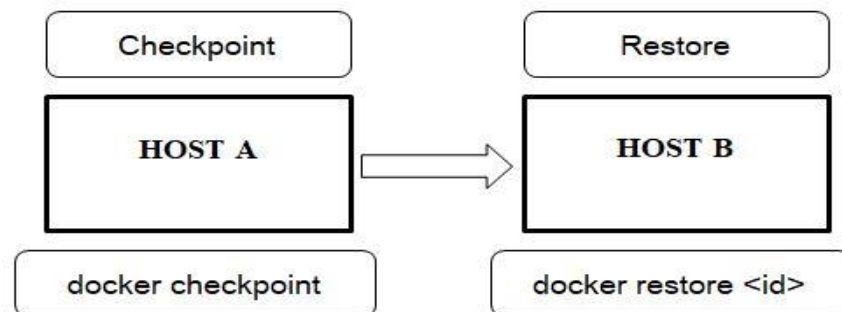 Checkpoint
Restore
HOST A
HOST B
docker checkpoint
docker restore <id>